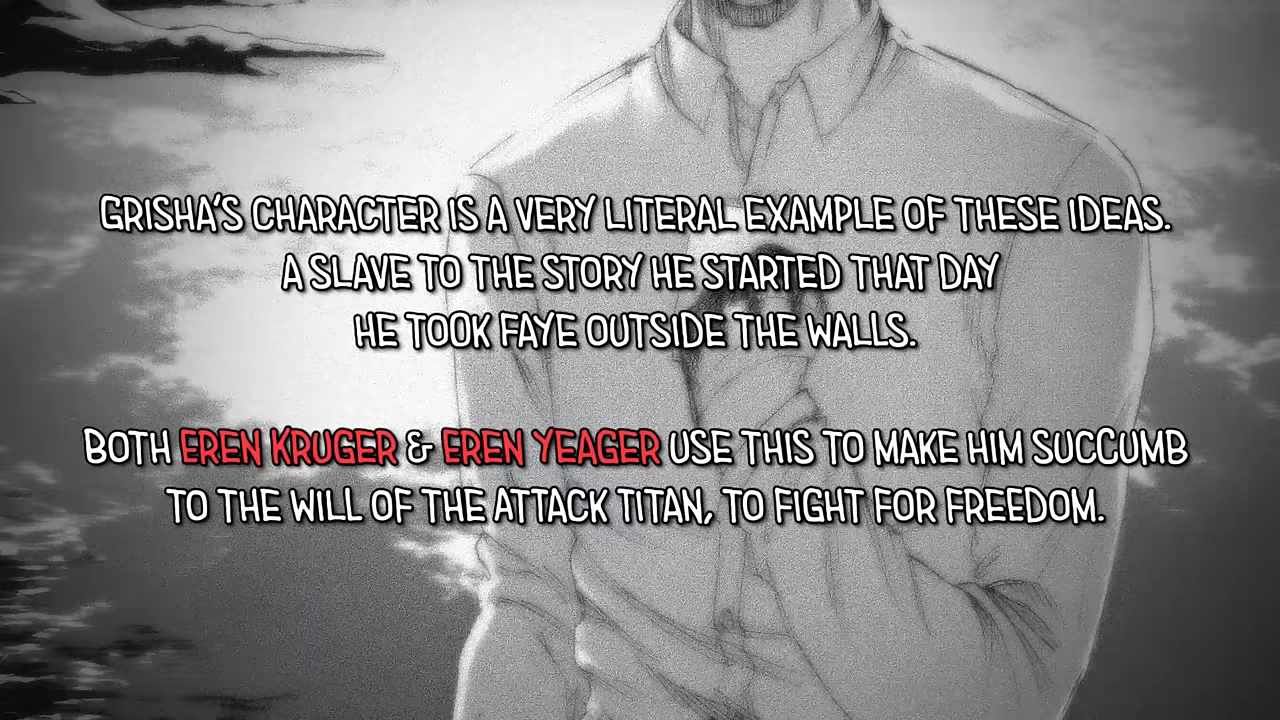 GRISHA'S CHARACTER IS A VERY LITERAL EXAMPLE OF THESE IDEAS.
A SLAVE TO THE STORY HE STARTED THAT DAY
HE TOOK FAYE OUTSIDE THE WALLS.
BOTH EREN KRUGER & EREN YEAGER USE THIS TO MAKE HIM SUCCUMB
TO THE WILL OF THE ATTACK TITAN, TO FIGHT FOR FREEDOM.